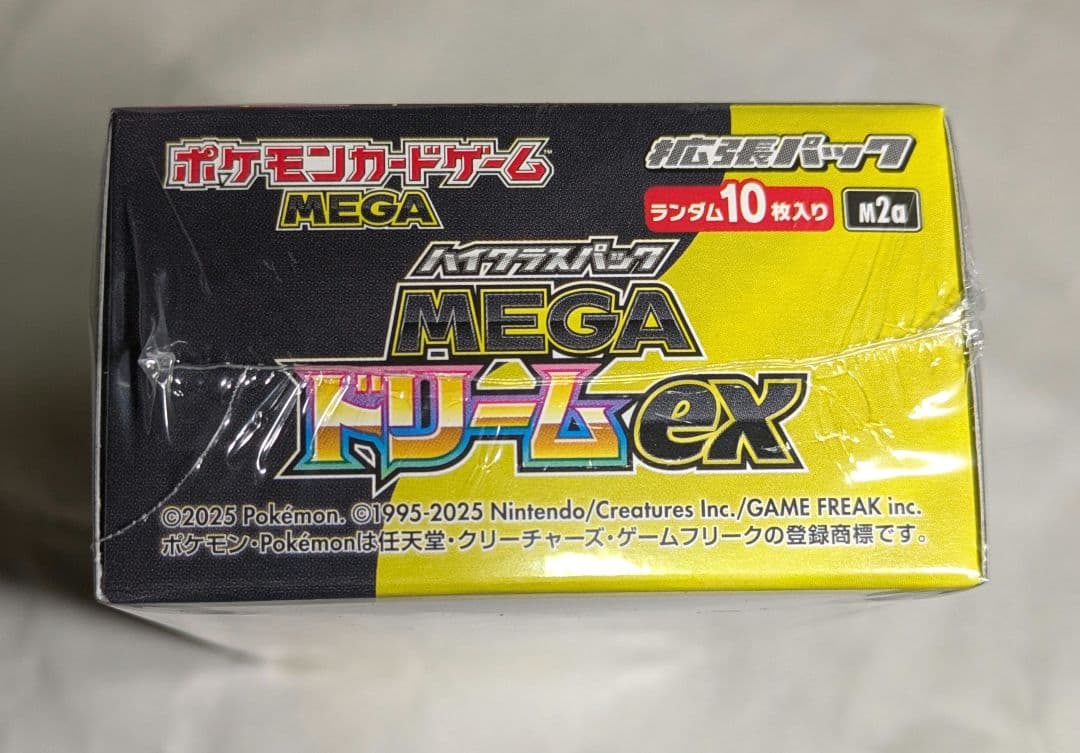 ポケモンカードゲーム™
MEGA
拡張パック
ランダム10枚入り
M2a
ハイクラスパック
MEGA
ドリームex
©2025 Pokémon. ©1995-2025 Nintendo/Creatures Inc./GAME FREAK inc.
ポケモン・Pokémonは任天堂・クリーチャーズ・ゲームフリークの登録商標です。